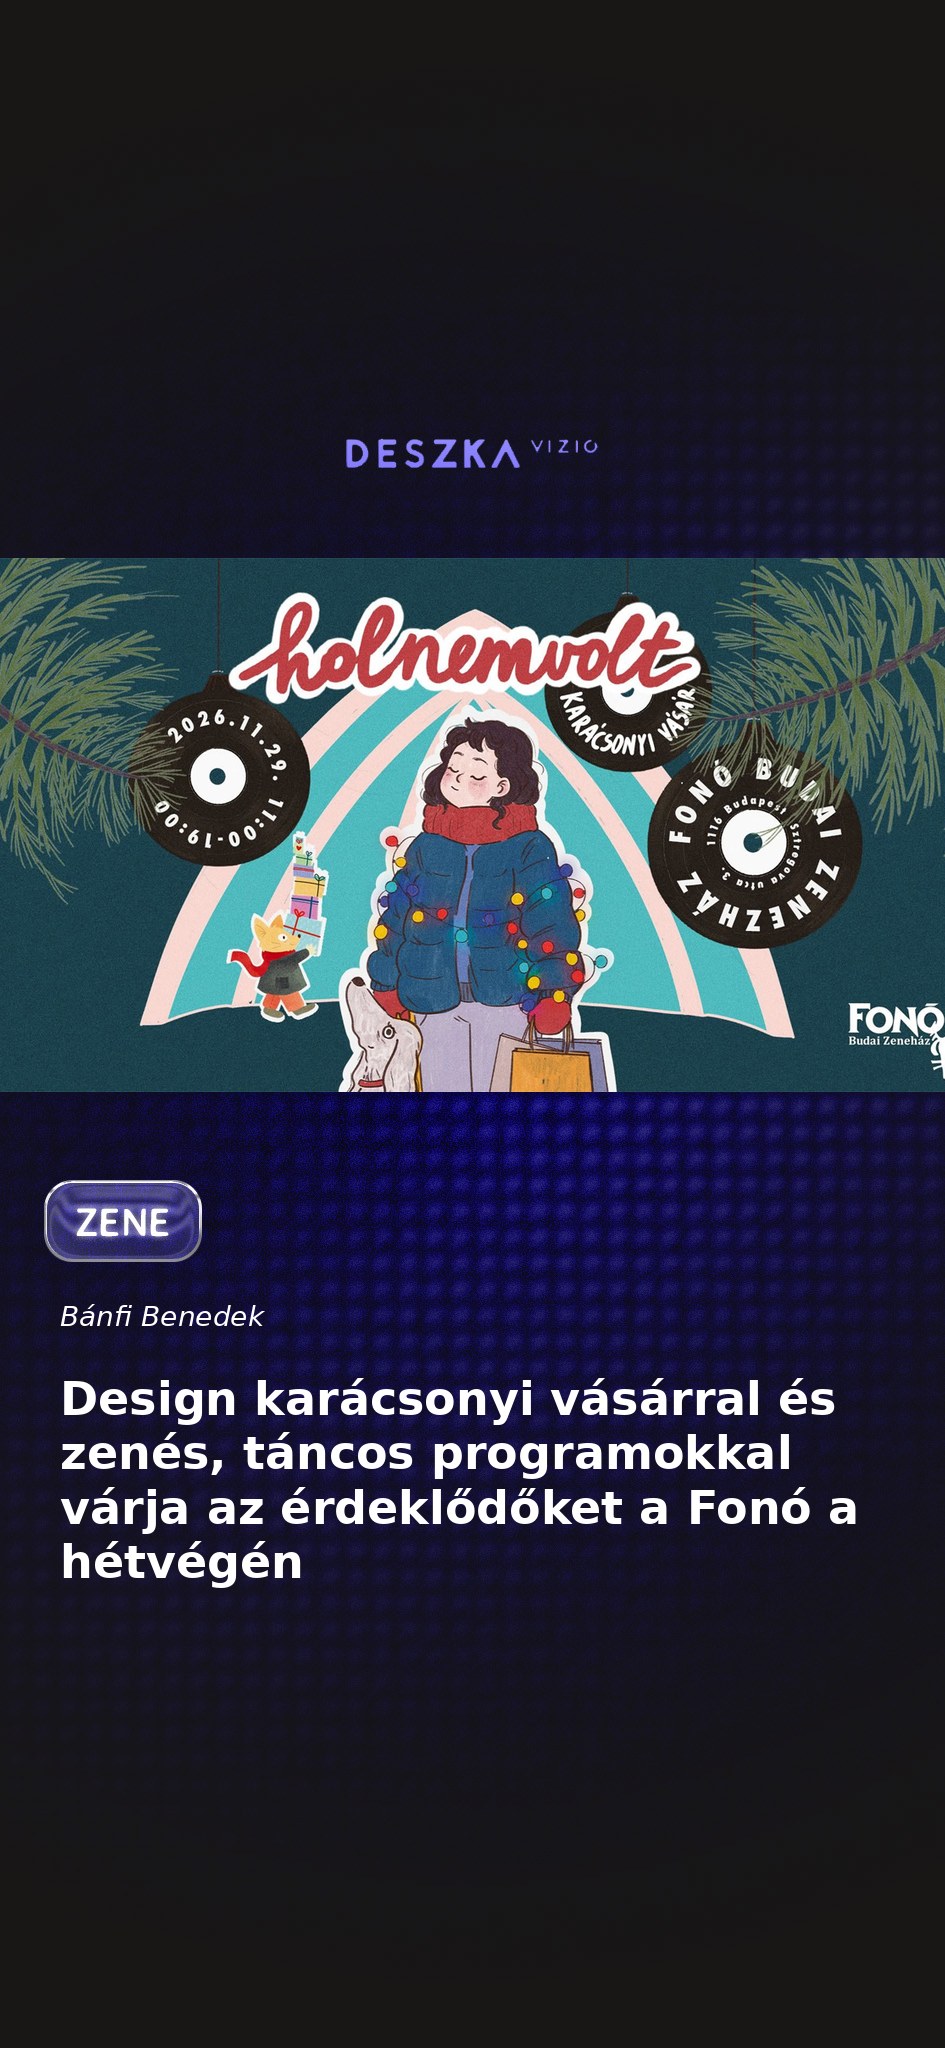 DESZKA VIZIO
holnemvolt
KARÁCSONYI VÁSÁR
2026.11.29.
11:00-19:00
FONÓ BUDAI ZENEZHÁZ
1116 Budapest Sztregova utca 3.
FONÓ
Budai Zeneház
ZENE
Bánfi Benedek
Design karácsonyi vásárral és
zenés, táncos programokkal
várja az érdeklődőket a Fonó a
hétvégén